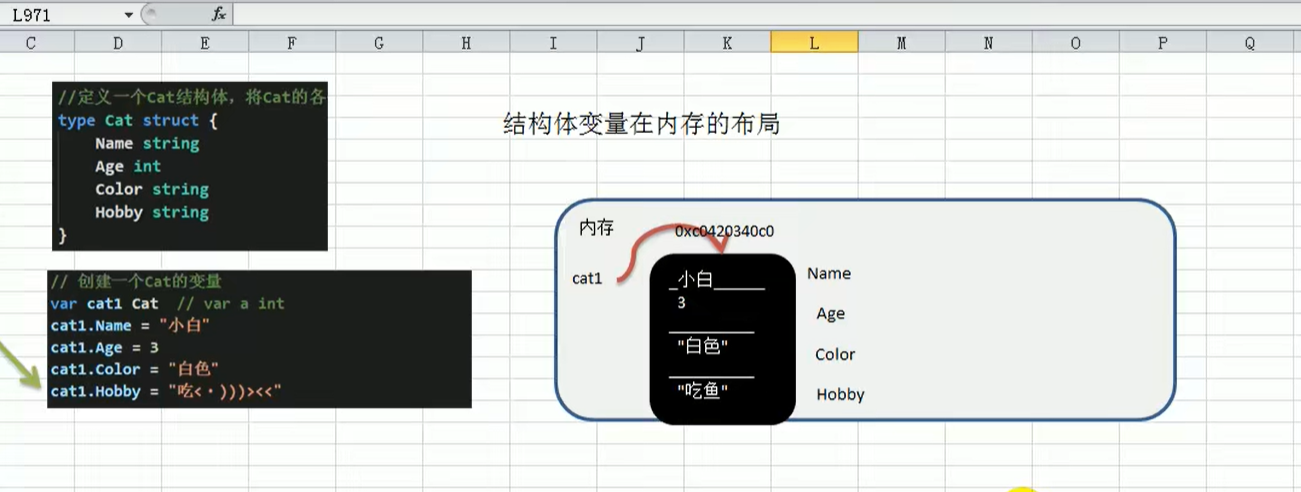 L971
fx
C D E F G H I J K L M N O P Q
//定义一个Cat结构体，将Cat的各
type Cat struct {
Name string
Age int
Color string
Hobby string
}
结构体变量在内存的布局
// 创建一个Cat的变量
var cat1 Cat // var a int
cat1.Name = "小白"
cat1.Age = 3
cat1.Color = "白色"
cat1.Hobby = "吃<・)))><<"
内存
0xc0420340c0
cat1
_小白______
Name
3
Age
"白色"
Color
"吃鱼"
Hobby